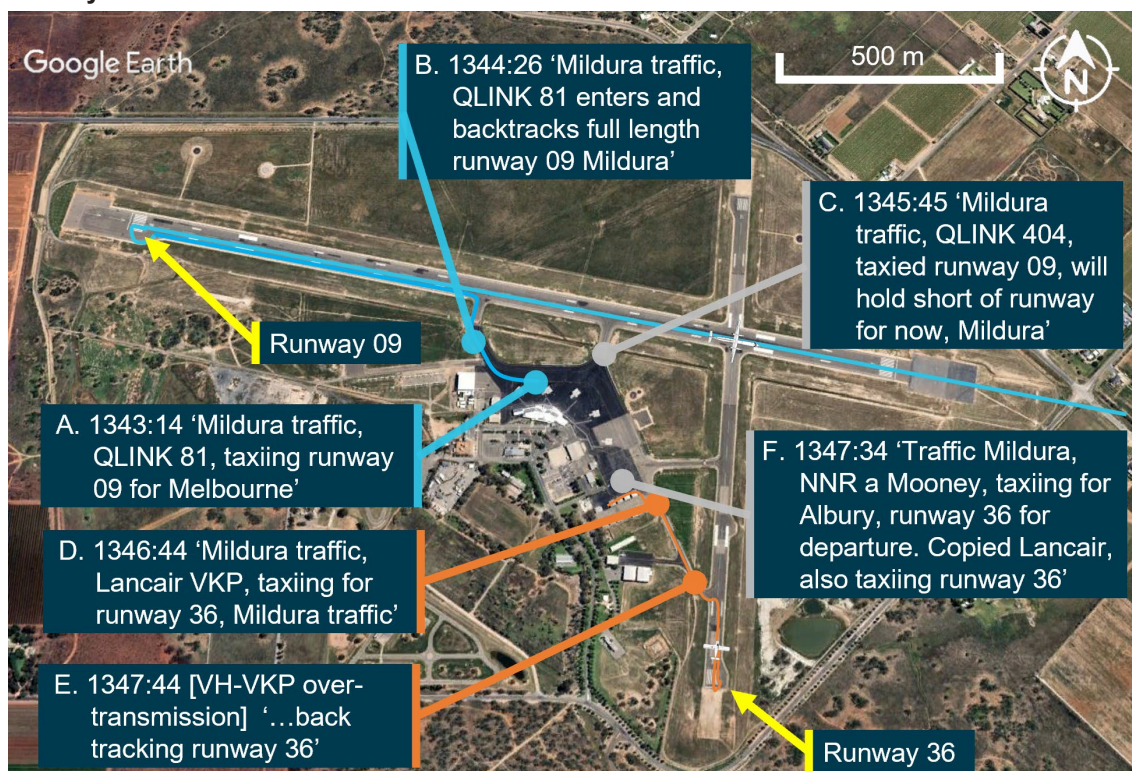 Google Earth
500 m
N
B. 1344:26 ‘Mildura traffic,
QLINK 81 enters and
backtracks full length
runway 09 Mildura’
C. 1345:45 ‘Mildura
traffic, QLINK 404,
taxied runway 09, will
hold short of runway
for now, Mildura’
Runway 09
A. 1343:14 ‘Mildura traffic,
QLINK 81, taxiing runway
09 for Melbourne’
F. 1347:34 ‘Traffic Mildura,
NNR a Mooney, taxiing for
Albury, runway 36 for
departure. Copied Lancair,
also taxiing runway 36’
D. 1346:44 ‘Mildura traffic,
Lancair VKP, taxiing for
runway 36, Mildura traffic’
E. 1347:44 [VH-VKP over-
transmission] ‘…back
tracking runway 36’
Runway 36